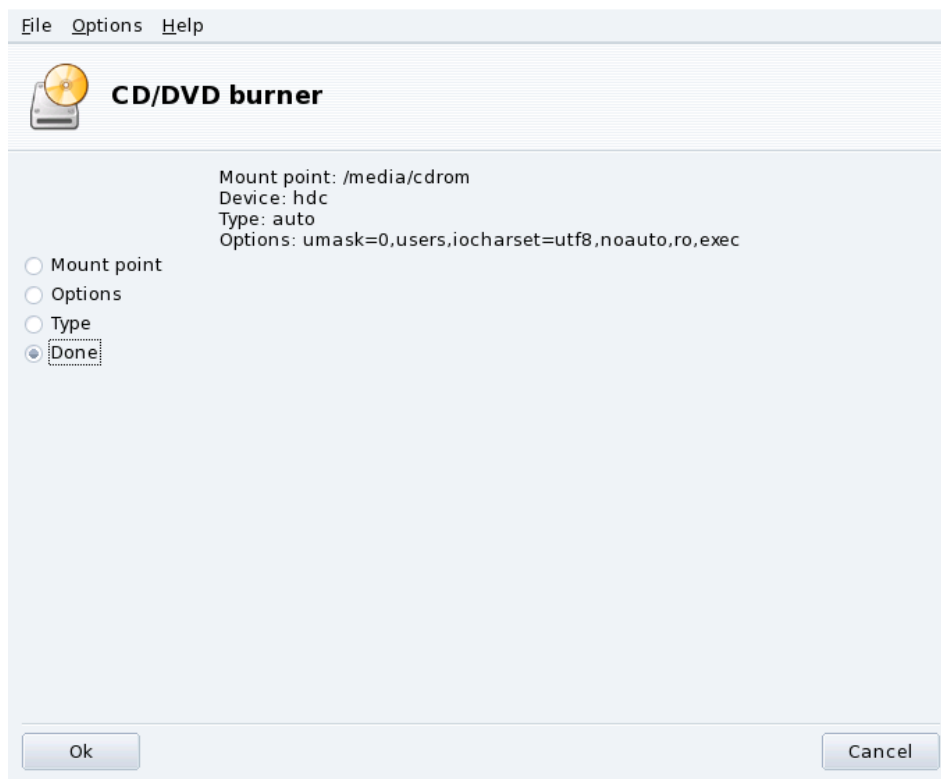 File Options Help
CD/DVD burner
Mount point: /media/cdrom
Device: hdc
Type: auto
Options: umask=0,users,iocharset=utf8,noauto,ro,exec
Mount point
Options
Type
Done
Ok Cancel